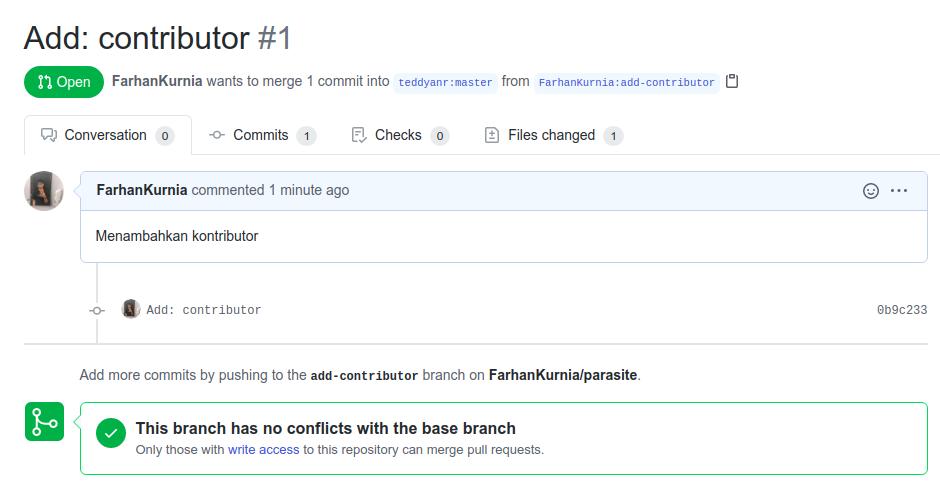 Add: contributor #1
Open FarhanKurnia wants to merge 1 commit into teddyanr:master from FarhanKurnia:add-contributor
Conversation 0 Commits 1 Checks 0 Files changed 1
FarhanKurnia commented 1 minute ago
Menambahkan kontributor
Add: contributor 0b9c233
Add more commits by pushing to the add-contributor branch on FarhanKurnia/parasite.
This branch has no conflicts with the base branch
Only those with write access to this repository can merge pull requests.